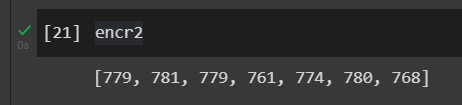 [21] encr2
0s
[779, 781, 779, 761, 774, 780, 768]